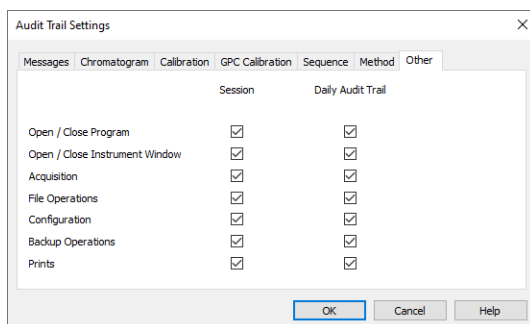 Audit Trail Settings
Messages Chromatogram Calibration GPC Calibration Sequence Method Other
Session Daily Audit Trail
Open / Close Program
Open / Close Instrument Window
Acquisition
File Operations
Configuration
Backup Operations
Prints
OK Cancel Help